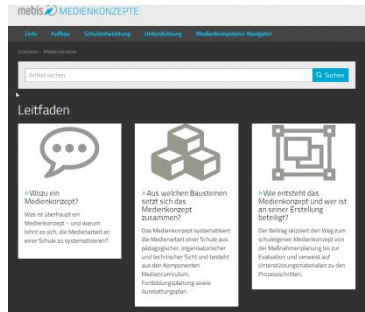 mebis MEDIENKONZEPTE
Ziele Aufbau Schulentwicklung Unterstützung Medienkompetenz-Navigator
Startseite › Medienkonzepte
Artikel suchen Suchen
Leitfaden
» Wozu ein
Medienkonzept?
Was ist überhaupt ein
Medienkonzept – und warum
lohnt es sich, die Medienarbeit an
einer Schule zu systematisieren?
» Aus welchen Bausteinen
setzt sich das
Medienkonzept
zusammen?
Das Medienkonzept systematisiert
die Medienarbeit einer Schule aus
pädagogischer, organisatorischer
und technischer Sicht und besteht
aus den Komponenten
Mediencurriculum,
Fortbildungsplanung sowie
Ausstattungsplan.
» Wie entsteht das
Medienkonzept und wer ist
an seiner Erstellung
beteiligt?
Der Beitrag skizziert den Weg zum
schuleigenen Medienkonzept von
der Maßnahmenplanung bis zur
Evaluation und verweist auf
Unterstützungsmaterialien zu den
Prozessschritten.